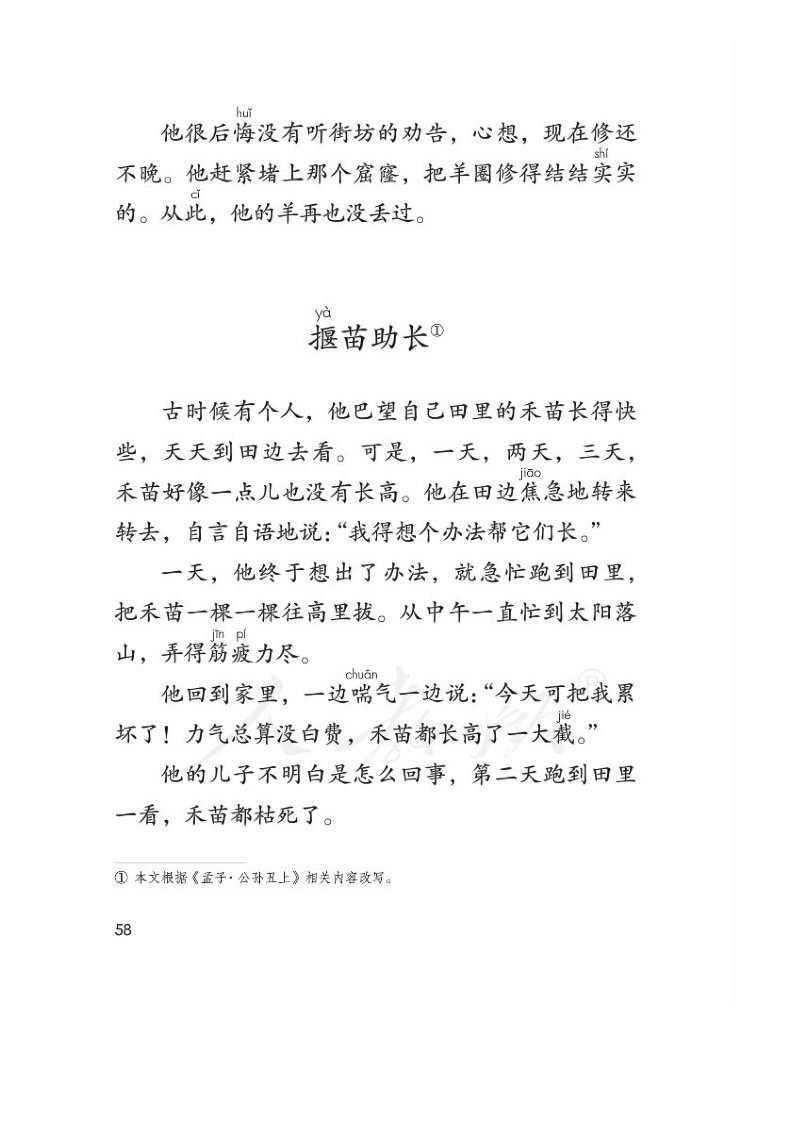 huǐ
他很后悔没有听街坊的劝告，心想，现在修还
shí
不晚。他赶紧堵上那个窟窿，把羊圈修得结结实实
cǐ
的。从此，他的羊再也没丢过。
yà
揠苗助长①
古时候有个人，他巴望自己田里的禾苗长得快
些，天天到田边去看。可是，一天，两天，三天，
jiāo
禾苗好像一点儿也没有长高。他在田边焦急地转来
转去，自言自语地说：“我得想个办法帮它们长。”
一天，他终于想出了办法，就急忙跑到田里，
把禾苗一棵一棵往高里拔。从中午一直忙到太阳落
jīn pí
山，弄得筋疲力尽。
chuǎn
他回到家里，一边喘气一边说：“今天可把我累
jié
坏了！力气总算没白费，禾苗都长高了一大截。”
他的儿子不明白是怎么回事，第二天跑到田里
一看，禾苗都枯死了。
人教版®
① 本文根据《孟子·公孙丑上》相关内容改写。
58